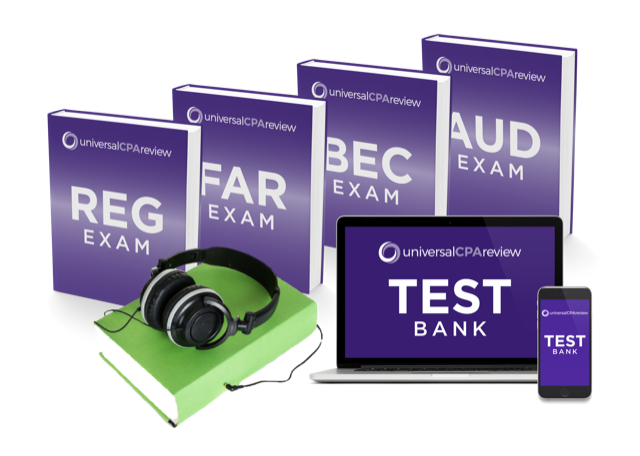 universalCPAreview
AUD
EXAM
universalCPAreview
BEC
EXAM
universalCPAreview
FAR
EXAM
universalCPAreview
REG
EXAM
universalCPAreview
TEST
BANK
universalCPAreview
TEST
BANK